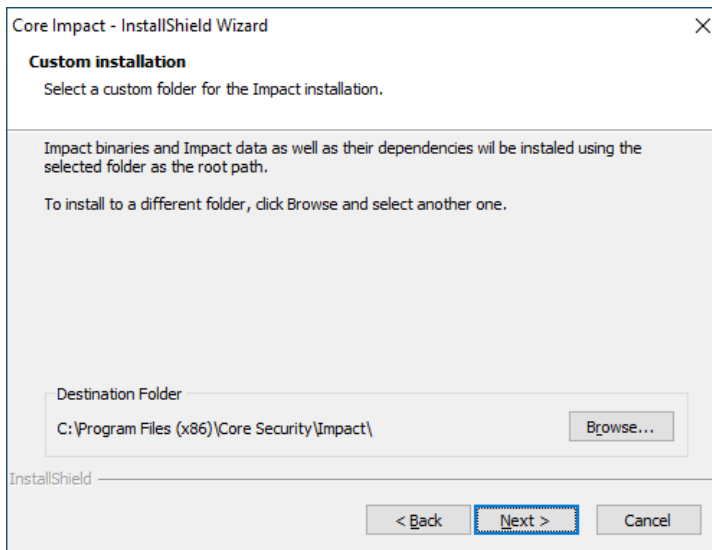 Core Impact - InstallShield Wizard
Custom installation
Select a custom folder for the Impact installation.
Impact binaries and Impact data as well as their dependencies wil be instaled using the
selected folder as the root path.
To install to a different folder, click Browse and select another one.
Destination Folder
C:\Program Files (x86)\Core Security\Impact\
Browse...
InstallShield
< Back
Next >
Cancel